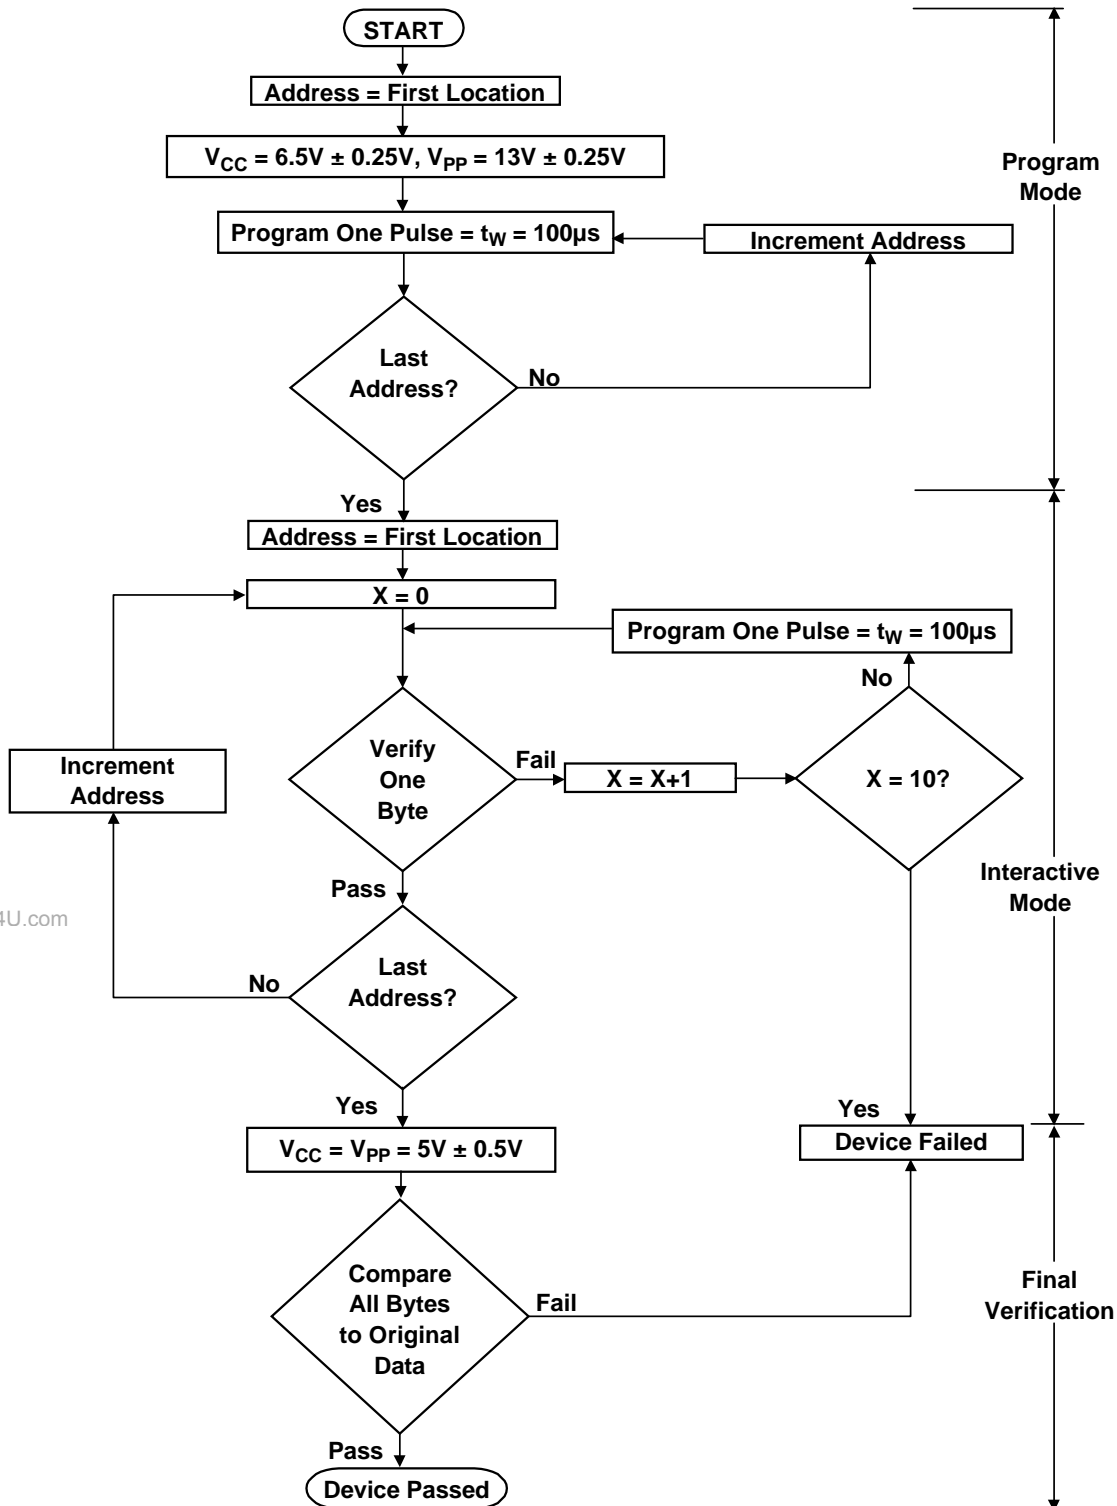 START
Address = First Location
VCC = 6.5V ± 0.25V, VPP = 13V ± 0.25V
Program
Mode
Program One Pulse = tW = 100µs
Increment Address
Last
Address?
No
Yes
Address = First Location
X = 0
Program One Pulse = tW = 100µs
No
Verify
One
Byte
Fail
X = X+1
X = 10?
Increment
Address
Pass
Interactive
Mode
4U.com
Last
Address?
No
Yes
Yes
VCC = VPP = 5V ± 0.5V
Device Failed
Compare
All Bytes
to Original
Data
Fail
Final
Verification
Pass
Device Passed